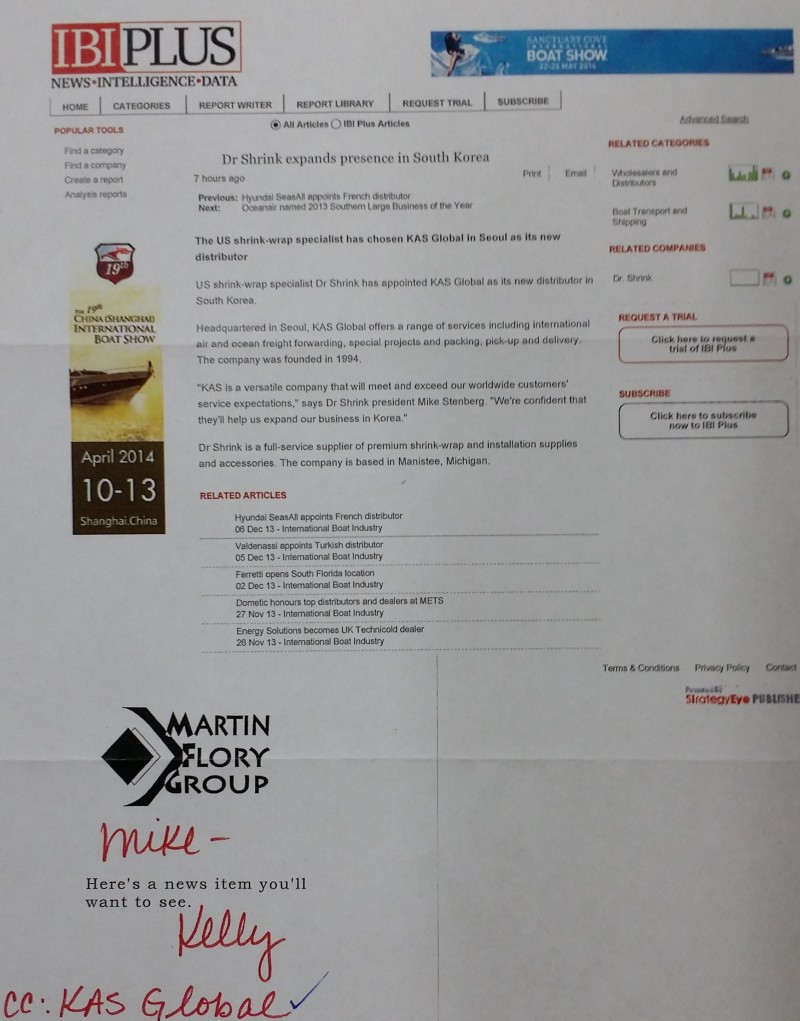 IBI PLUS
NEWS•INTELLIGENCE•DATA
SANCTUARY COVE
INTERNATIONAL
BOAT SHOW
22-25 MAY 2014
HOME
CATEGORIES
REPORT WRITER
REPORT LIBRARY
REQUEST TRIAL
SUBSCRIBE
All Articles IBI Plus Articles
Advanced Search
POPULAR TOOLS
Find a category
Find a company
Create a report
Analysis reports
19th
THE 19th
CHINA (SHANGHAI)
INTERNATIONAL
BOAT SHOW
April 2014
10-13
Shanghai.China
Dr Shrink expands presence in South Korea
7 hours ago
Print
Email
Previous: Hyundai SeasAll appoints French distributor
Next: Oceanair named 2013 Southern Large Business of the Year
The US shrink-wrap specialist has chosen KAS Global in Seoul as its new
distributor
US shrink-wrap specialist Dr Shrink has appointed KAS Global as its new distributor in
South Korea.
Headquartered in Seoul, KAS Global offers a range of services including international
air and ocean freight forwarding, special projects and packing, pick-up and delivery.
The company was founded in 1994.
"KAS is a versatile company that will meet and exceed our worldwide customers'
service expectations," says Dr Shrink president Mike Stenberg. "We're confident that
they'll help us expand our business in Korea."
Dr Shrink is a full-service supplier of premium shrink-wrap and installation supplies
and accessories. The company is based in Manistee, Michigan.
RELATED ARTICLES
Hyundai SeasAll appoints French distributor
06 Dec 13 - International Boat Industry
Valdenassi appoints Turkish distributor
05 Dec 13 - International Boat Industry
Ferretti opens South Florida location
02 Dec 13 - International Boat Industry
Dometic honours top distributors and dealers at METS
27 Nov 13 - International Boat Industry
Energy Solutions becomes UK Technicold dealer
26 Nov 13 - International Boat Industry
RELATED CATEGORIES
Wholesalers and
Distributors
Boat Transport and
Shipping
RELATED COMPANIES
Dr. Shrink
REQUEST A TRIAL
Click here to request a
trial of IBI Plus
SUBSCRIBE
Click here to subscribe
now to IBI Plus
Terms & Conditions
Privacy Policy
Contact
Powered By
StrategyEye PUBLISHE
MARTIN
FLORY
GROUP
Mike -
Here's a news item you'll
want to see.
Kelly
CC: KAS Global ✓